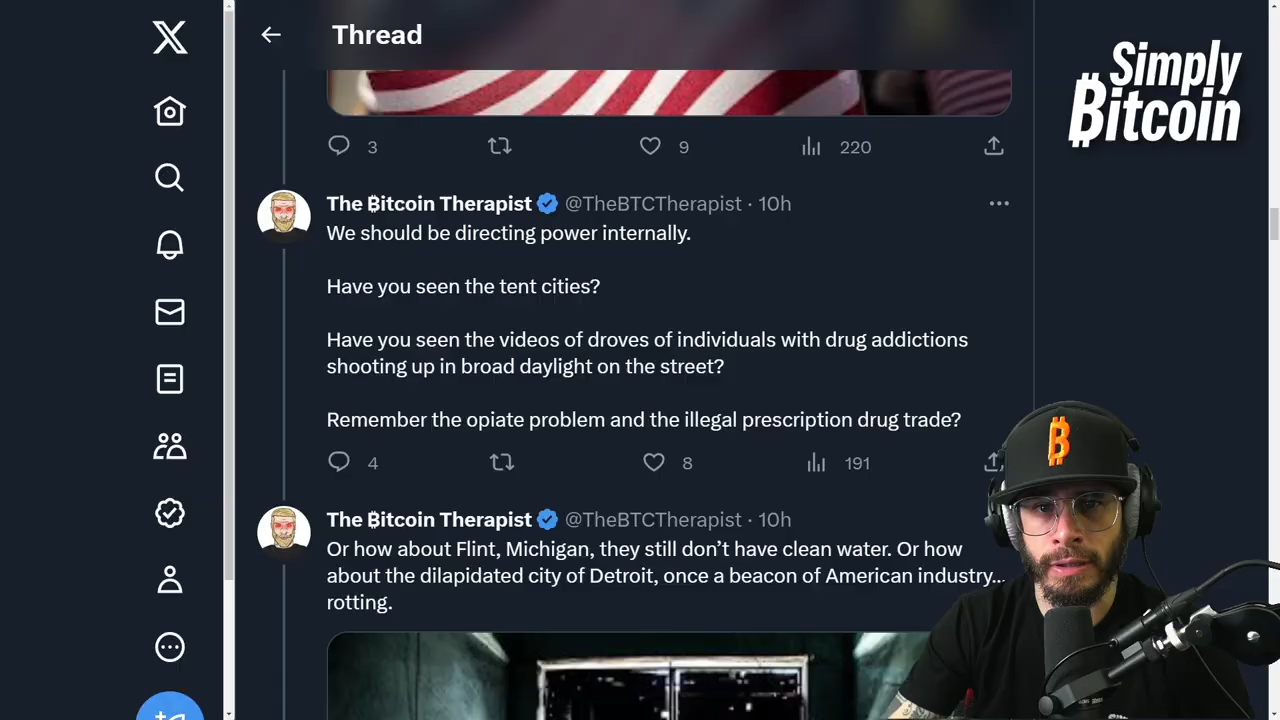 Thread
Simply
₿itcoin
3 9 220
The ₿itcoin Therapist @TheBTCTherapist · 10h
We should be directing power internally.
Have you seen the tent cities?
Have you seen the videos of droves of individuals with drug addictions
shooting up in broad daylight on the street?
Remember the opiate problem and the illegal prescription drug trade?
4 8 191
The ₿itcoin Therapist @TheBTCTherapist · 10h
Or how about Flint, Michigan, they still don’t have clean water. Or how
about the dilapidated city of Detroit, once a beacon of American industry...
rotting.